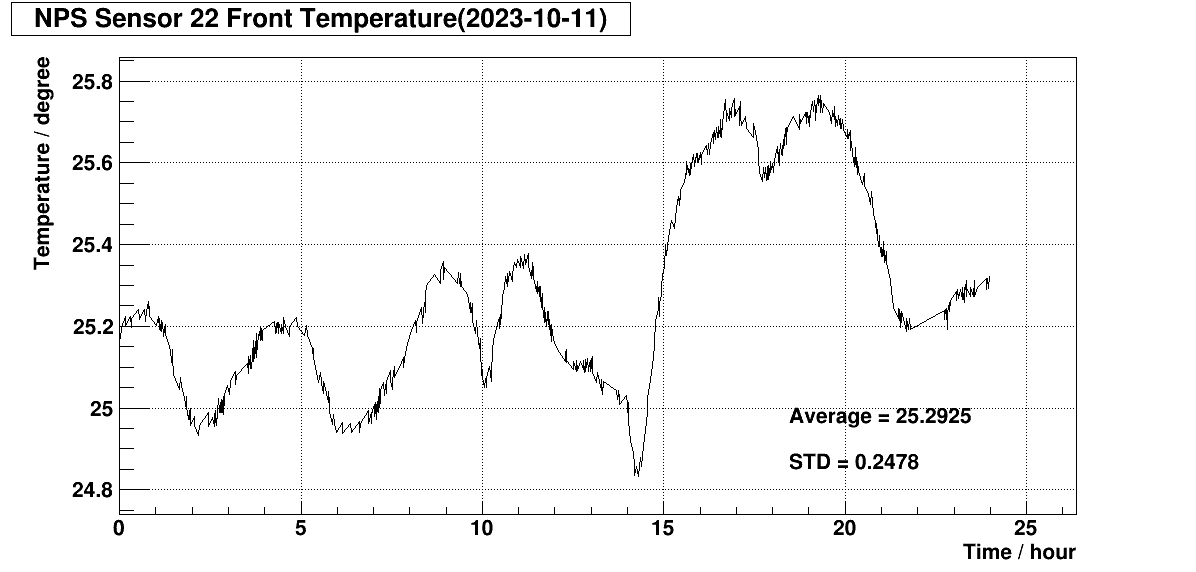 NPS Sensor 22 Front Temperature(2023-10-11)
Temperature / degree
25.8
25.6
25.4
25.2
25
24.8
Average = 25.2925
STD = 0.2478
0 5 10 15 20 25
Time / hour